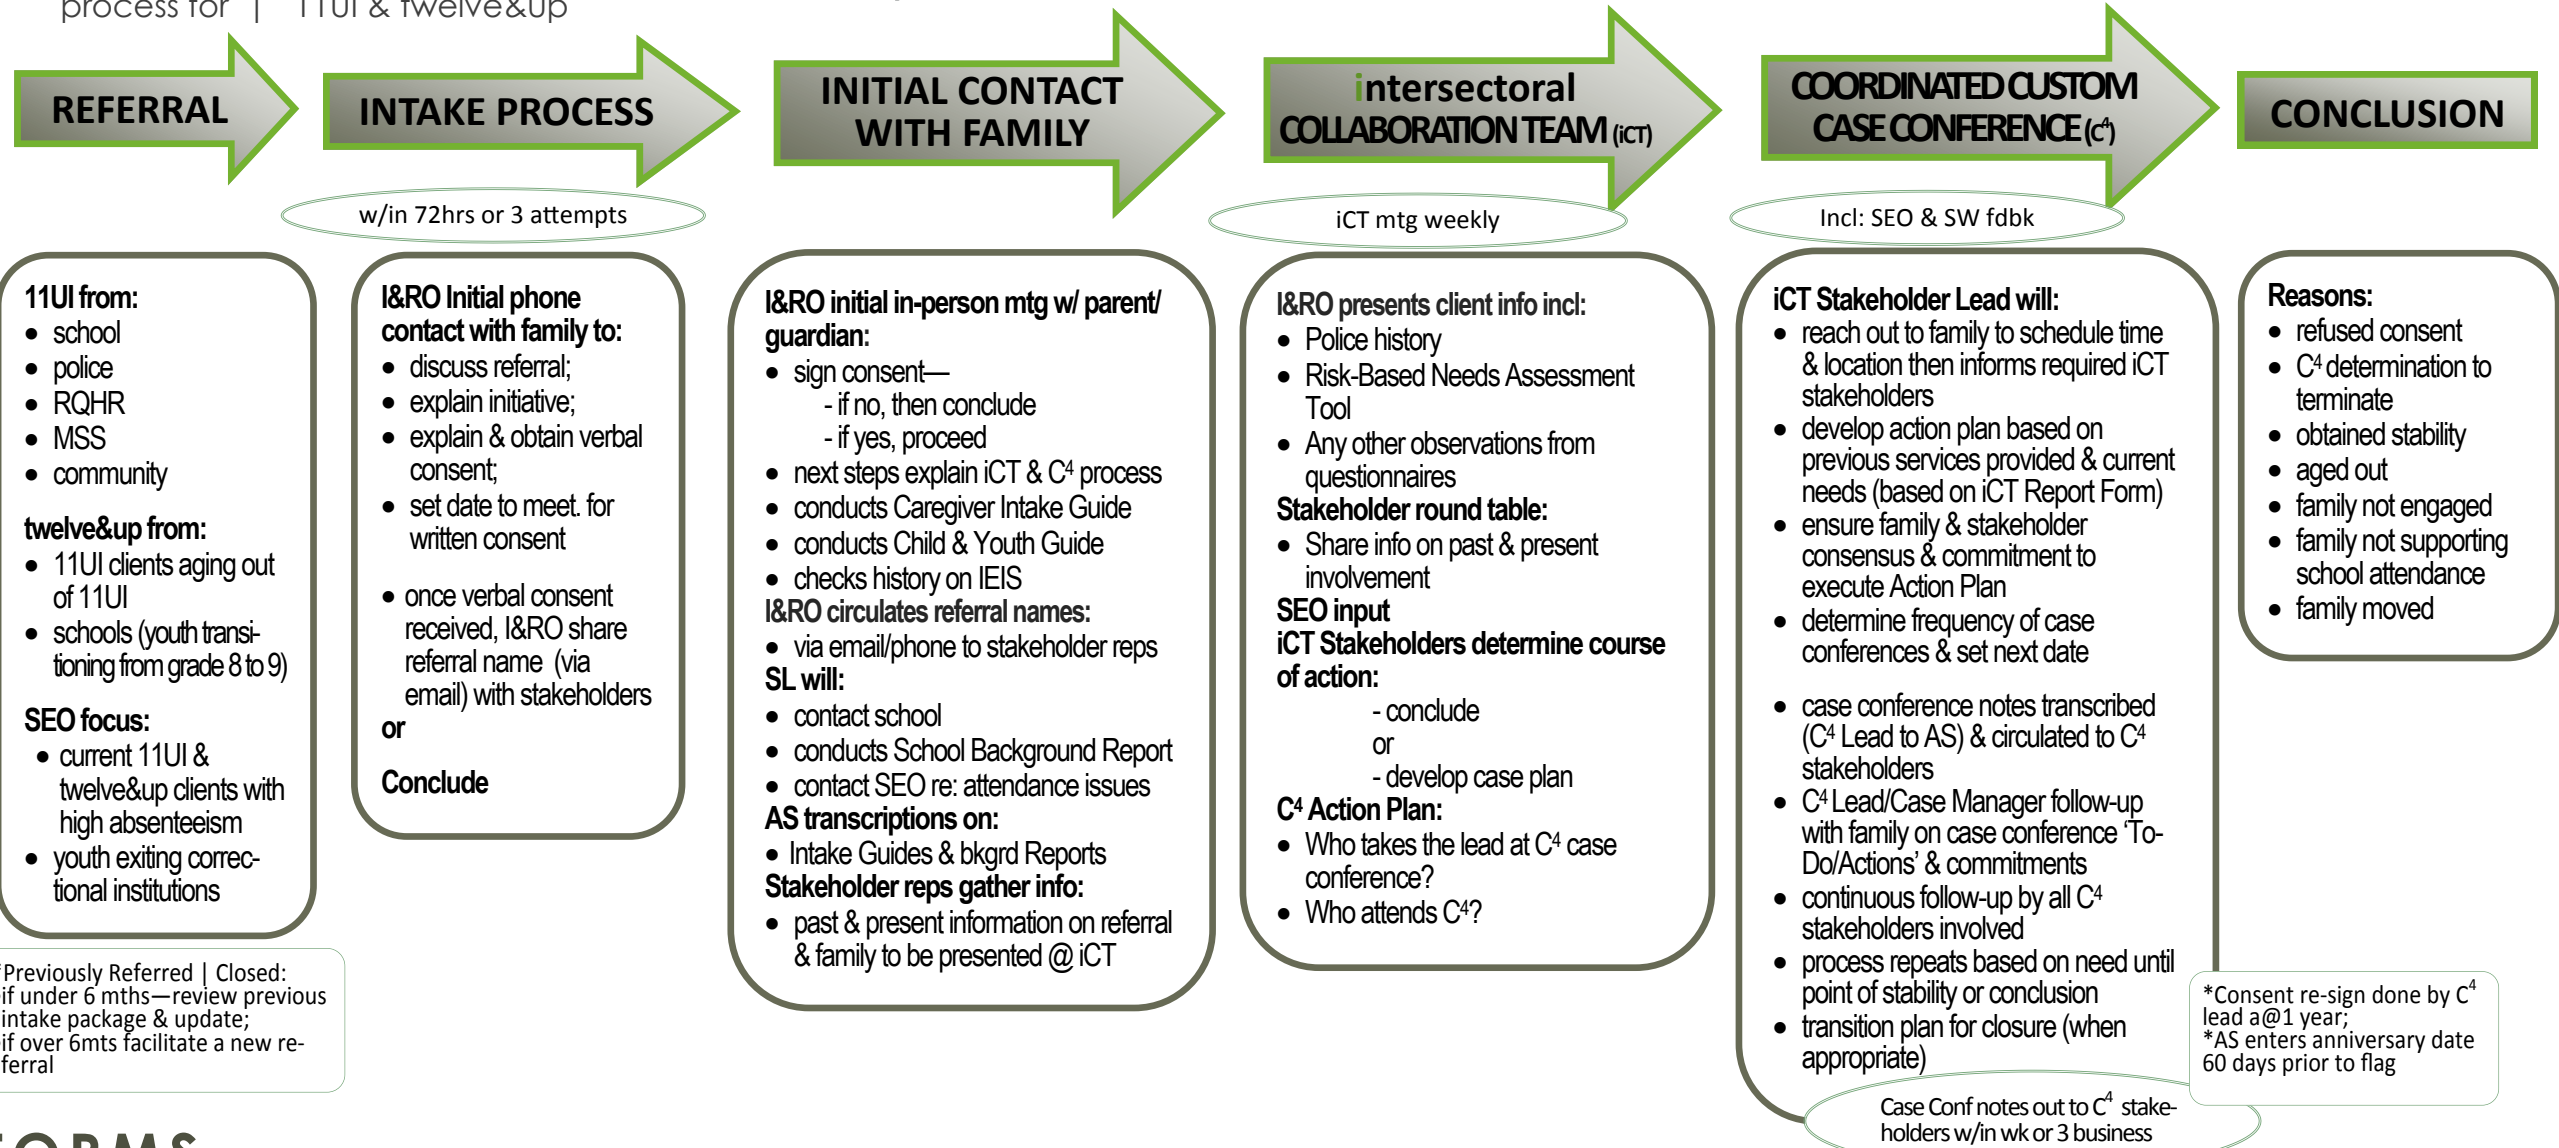 process for | 11UI & twelve&up
REFERRAL
INTAKE PROCESS
INITIAL CONTACT
WITH FAMILY
intersectoral
COLLABORATION TEAM (iCT)
COORDINATED CUSTOM
CASE CONFERENCE (C⁴)
CONCLUSION
w/in 72hrs or 3 attempts
iCT mtg weekly
Incl: SEO & SW fdbk
11UI from:
• school
• police
• RQHR
• MSS
• community
twelve&up from:
• 11UI clients aging out
of 11UI
• schools (youth transi-
tioning from grade 8 to 9)
SEO focus:
• current 11UI &
twelve&up clients with
high absenteeism
• youth exiting correc-
tional institutions
*Previously Referred | Closed:
if under 6 mths—review previous
intake package & update;
if over 6mts facilitate a new re-
ferral
I&RO Initial phone
contact with family to:
• discuss referral;
• explain initiative;
• explain & obtain verbal
consent;
• set date to meet. for
written consent
• once verbal consent
received, I&RO share
referral name (via
email) with stakeholders
or
Conclude
I&RO initial in-person mtg w/ parent/
guardian:
• sign consent—
- if no, then conclude
- if yes, proceed
• next steps explain iCT & C⁴ process
• conducts Caregiver Intake Guide
• conducts Child & Youth Guide
• checks history on IEIS
I&RO circulates referral names:
• via email/phone to stakeholder reps
SL will:
• contact school
• conducts School Background Report
• contact SEO re: attendance issues
AS transcriptions on:
• Intake Guides & bkgrd Reports
Stakeholder reps gather info:
• past & present information on referral
& family to be presented @ iCT
I&RO presents client info incl:
• Police history
• Risk-Based Needs Assessment
Tool
• Any other observations from
questionnaires
Stakeholder round table:
• Share info on past & present
involvement
SEO input
iCT Stakeholders determine course
of action:
- conclude
or
- develop case plan
C⁴ Action Plan:
• Who takes the lead at C⁴ case
conference?
• Who attends C⁴?
iCT Stakeholder Lead will:
• reach out to family to schedule time
& location then informs required iCT
stakeholders
• develop action plan based on
previous services provided & current
needs (based on iCT Report Form)
• ensure family & stakeholder
consensus & commitment to
execute Action Plan
• determine frequency of case
conferences & set next date
• case conference notes transcribed
(C⁴ Lead to AS) & circulated to C⁴
stakeholders
• C⁴ Lead/Case Manager follow-up
with family on case conference ‘To-
Do/Actions’ & commitments
• continuous follow-up by all C⁴
stakeholders involved
• process repeats based on need until
point of stability or conclusion
• transition plan for closure (when
appropriate)
Case Conf notes out to C⁴ stake-
holders w/in wk or 3 business
Reasons:
• refused consent
• C⁴ determination to
terminate
• obtained stability
• aged out
• family not engaged
• family not supporting
school attendance
• family moved
*Consent re-sign done by C⁴
lead a@1 year;
*AS enters anniversary date
60 days prior to flag
FORMS